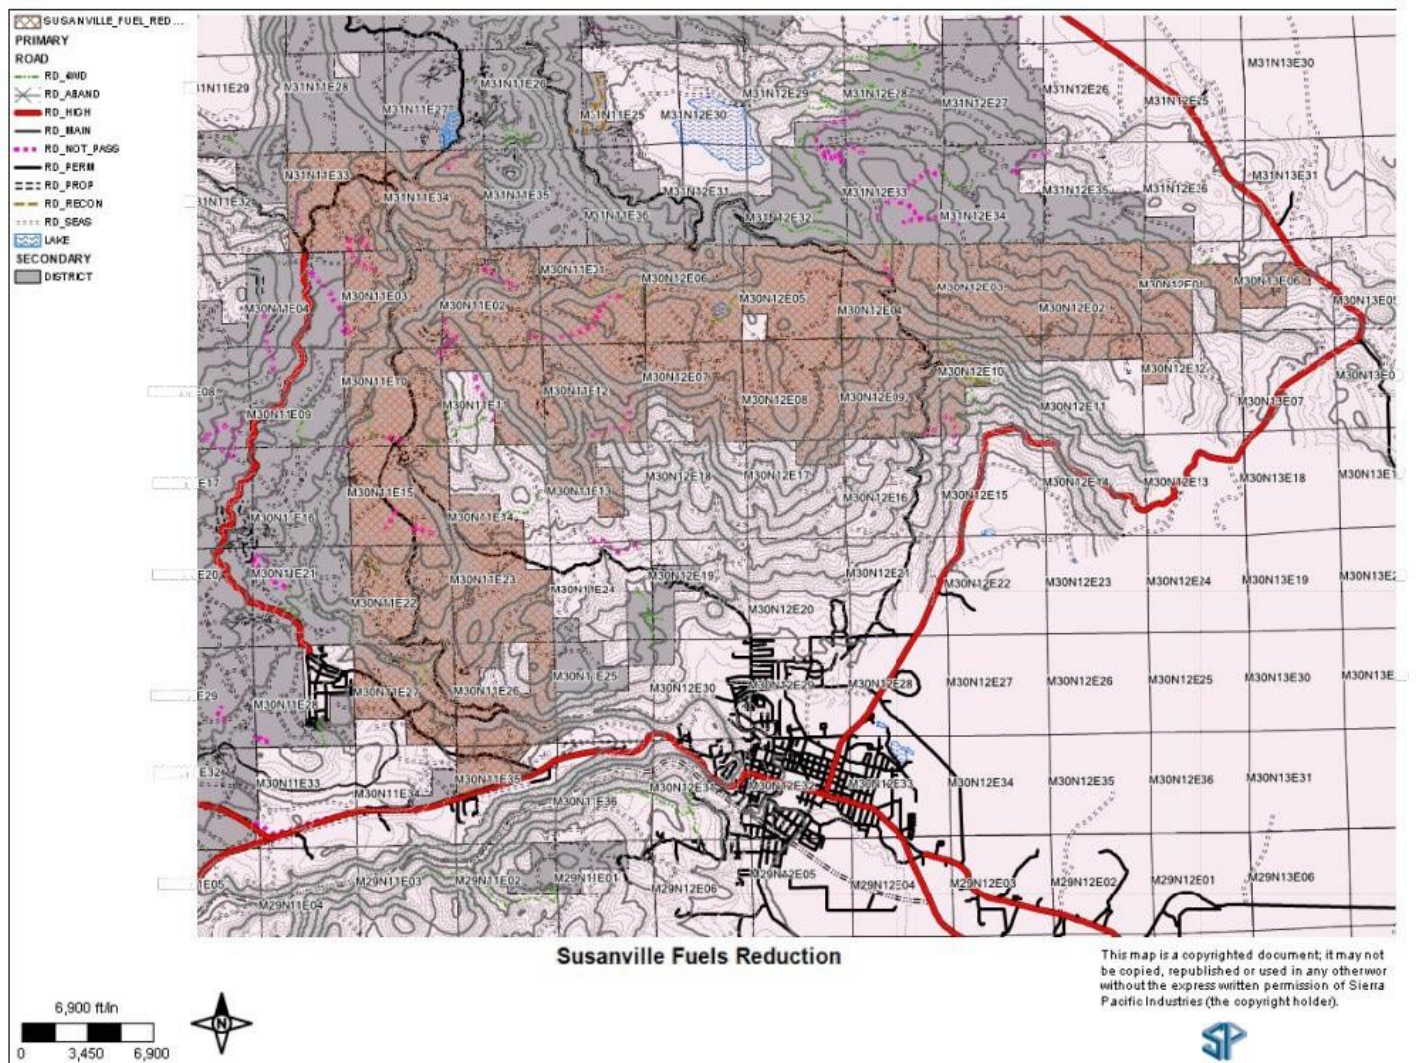 SUSANVILLE_FUEL_RED ...
PRIMARY
ROAD
RD_4WD
RD_ABAND
RD_HIGH
RD_MAIN
RD_NOT_PASS
RD_PERM
RD_PROP
RD_RECON
RD_SEAS
LAKE
SECONDARY
DISTRICT
M31N13E30
M31N11E28 M31N11E27 M31N11E26 M31N11E25 M31N12E30 M31N12E29 M31N12E28 M31N12E27 M31N12E26 M31N12E25
M31N11E34 M31N11E35 M31N11E36 M31N12E31 M31N12E32 M31N12E33 M31N12E34 M31N12E35 M31N12E36 M31N13E31
M30N11E04 M30N11E03 M30N11E02 M30N12E06 M30N12E05 M30N12E04 M30N12E03 M30N12E02 M30N13E06
M30N11E09 M30N11E10 M30N11E12 M30N12E07 M30N12E08 M30N12E09 M30N12E10 M30N12E11 M30N12E12 M30N13E07
M30N11E16 M30N11E15 M30N11E14 M30N11E13 M30N12E18 M30N12E17 M30N12E16 M30N12E15 M30N12E14 M30N12E13 M30N13E18
M30N11E21 M30N11E22 M30N11E23 M30N11E24 M30N12E19 M30N12E20 M30N12E21 M30N12E22 M30N12E23 M30N12E24 M30N13E19
M30N11E28 M30N11E27 M30N11E26 M30N11E25 M30N12E30 M30N12E29 M30N12E28 M30N12E27 M30N12E26 M30N12E25 M30N13E30
M30N11E33 M30N11E34 M30N11E35 M30N11E36 M30N12E31 M30N12E32 M30N12E33 M30N12E34 M30N12E35 M30N12E36 M30N13E31
M29N11E04 M29N11E03 M29N11E02 M29N11E01 M29N12E06 M29N12E05 M29N12E04 M29N12E03 M29N12E02 M29N12E01 M29N13E06
Susanville Fuels Reduction
This map is a copyrighted document; it may not
be copied, republished or used in any otherwor
without the express written permission of Sierra
Pacific Industries (the copyright holder).
6,900 ft/in
0 3,450 6,900
N
SP